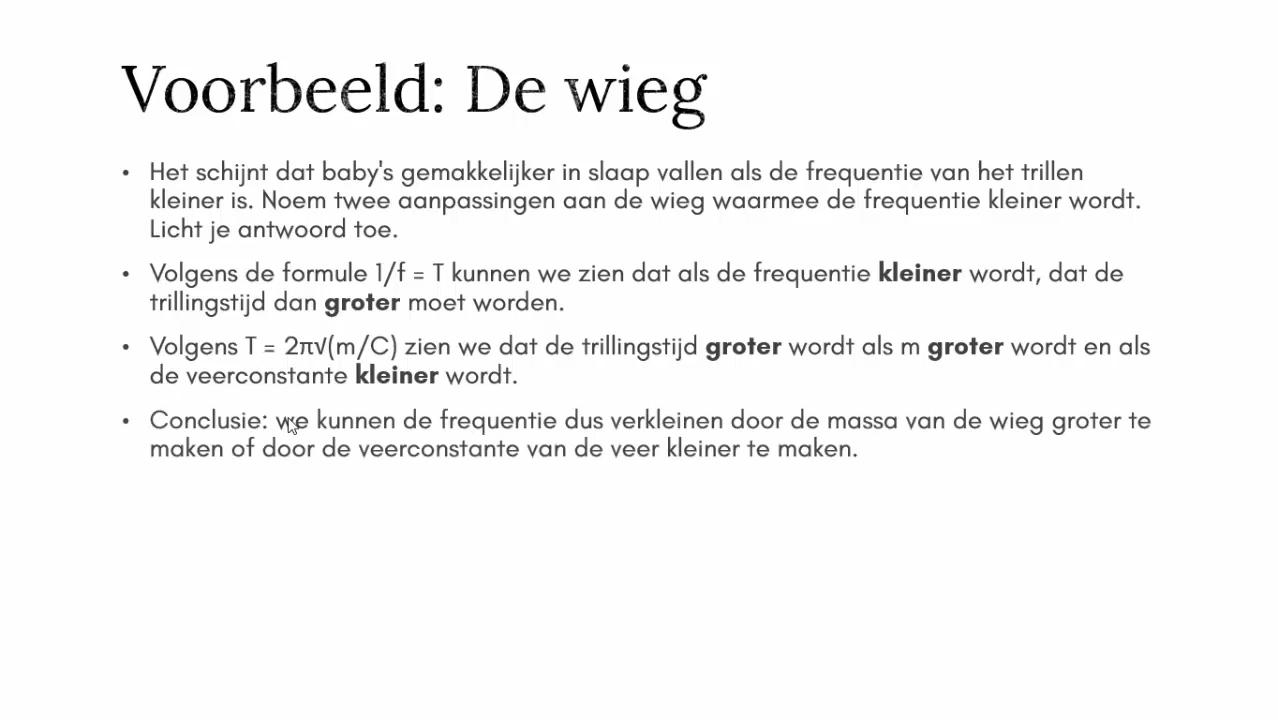 Voorbeeld: De wieg
• Het schijnt dat baby's gemakkelijker in slaap vallen als de frequentie van het trillen
kleiner is. Noem twee aanpassingen aan de wieg waarmee de frequentie kleiner wordt.
Licht je antwoord toe.
• Volgens de formule 1/f = T kunnen we zien dat als de frequentie kleiner wordt, dat de
trillingstijd dan groter moet worden.
• Volgens T = 2π√(m/C) zien we dat de trillingstijd groter wordt als m groter wordt en als
de veerconstante kleiner wordt.
• Conclusie: we kunnen de frequentie dus verkleinen door de massa van de wieg groter te
maken of door de veerconstante van de veer kleiner te maken.